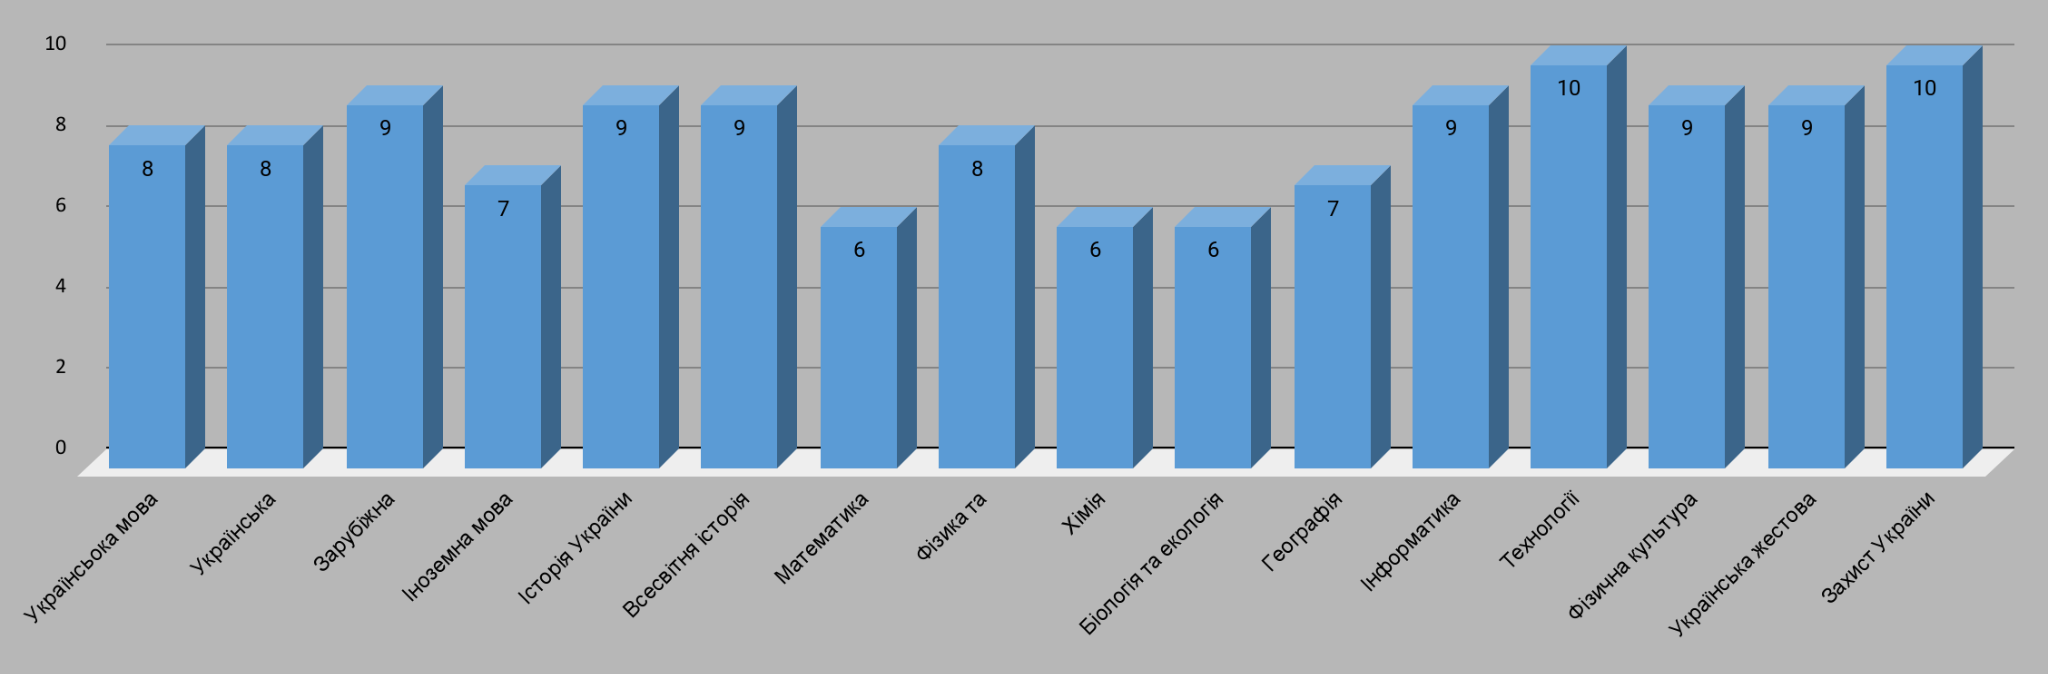 10
8
6
4
2
0
8
8
9
7
9
9
6
8
6
6
7
9
10
9
9
10
Українськока мова
Українська
Зарубіжна
Іноземна мова
Історія України
Всесвітня історія
Математика
Фізика та
Хімія
Біологія та екологія
Географія
Інформатика
Технології
Фізична культура
Українська жестова
Захист України